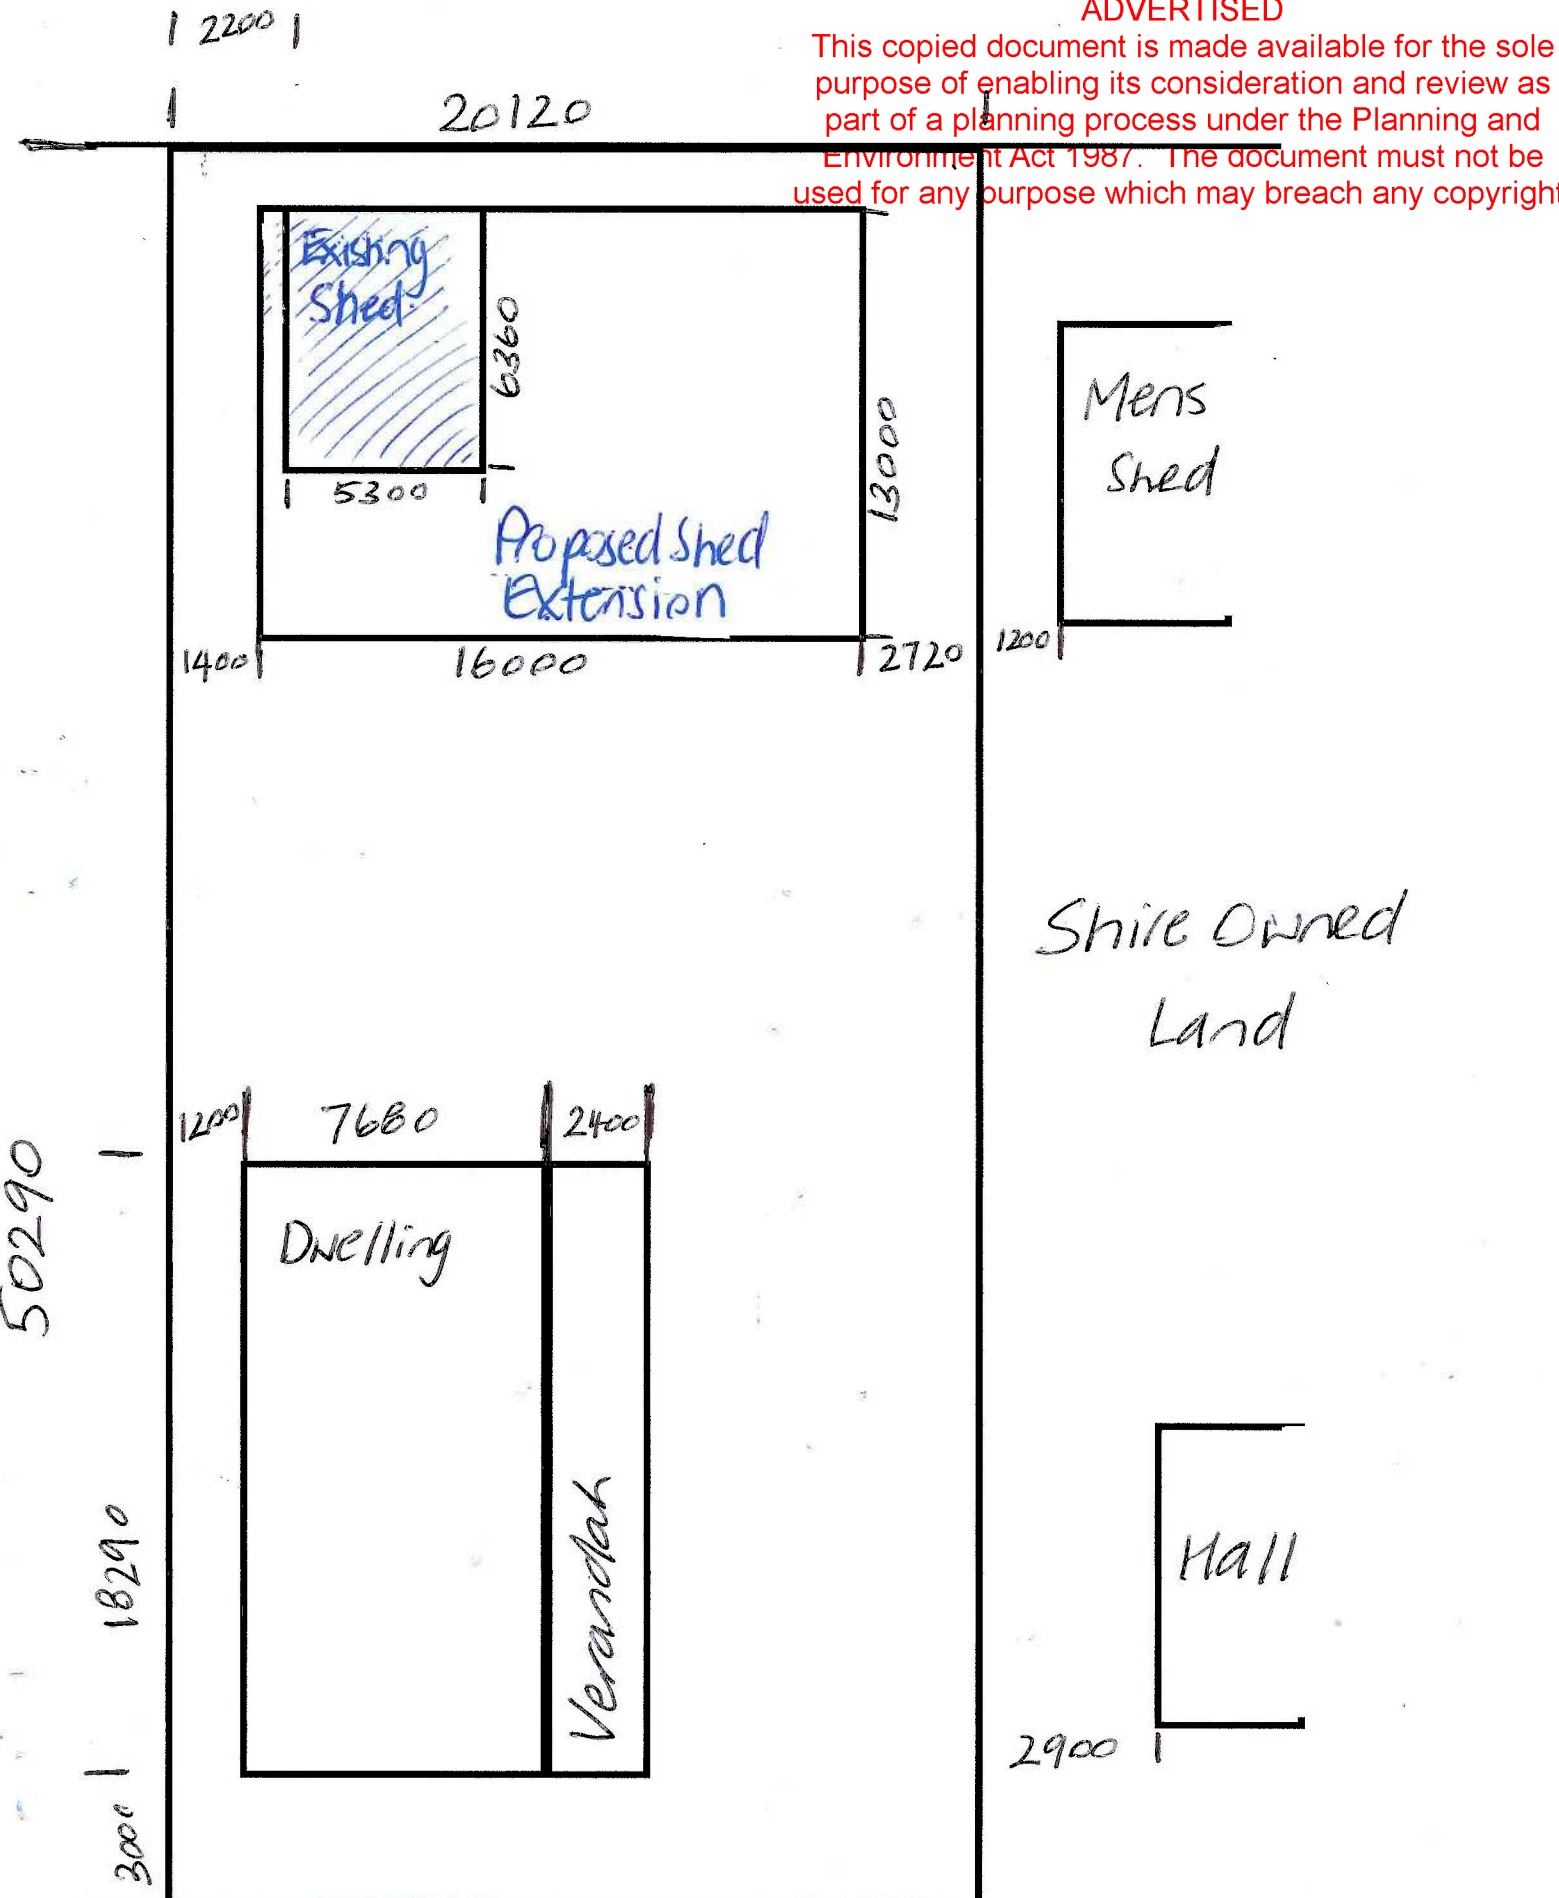 ADVERTISED
This copied document is made available for the sole
purpose of enabling its consideration and review as
part of a planning process under the Planning and
Environment Act 1987. The document must not be
used for any purpose which may breach any copyright
2200
20120
Existing
Shed
6360
5300
13000
Proposed Shed
Extension
1400
16000
2720
Mens
Shed
1200
Shire Owned
Land
50290
1200
7680
2400
Dwelling
Verandah
18290
3000
Hall
2900